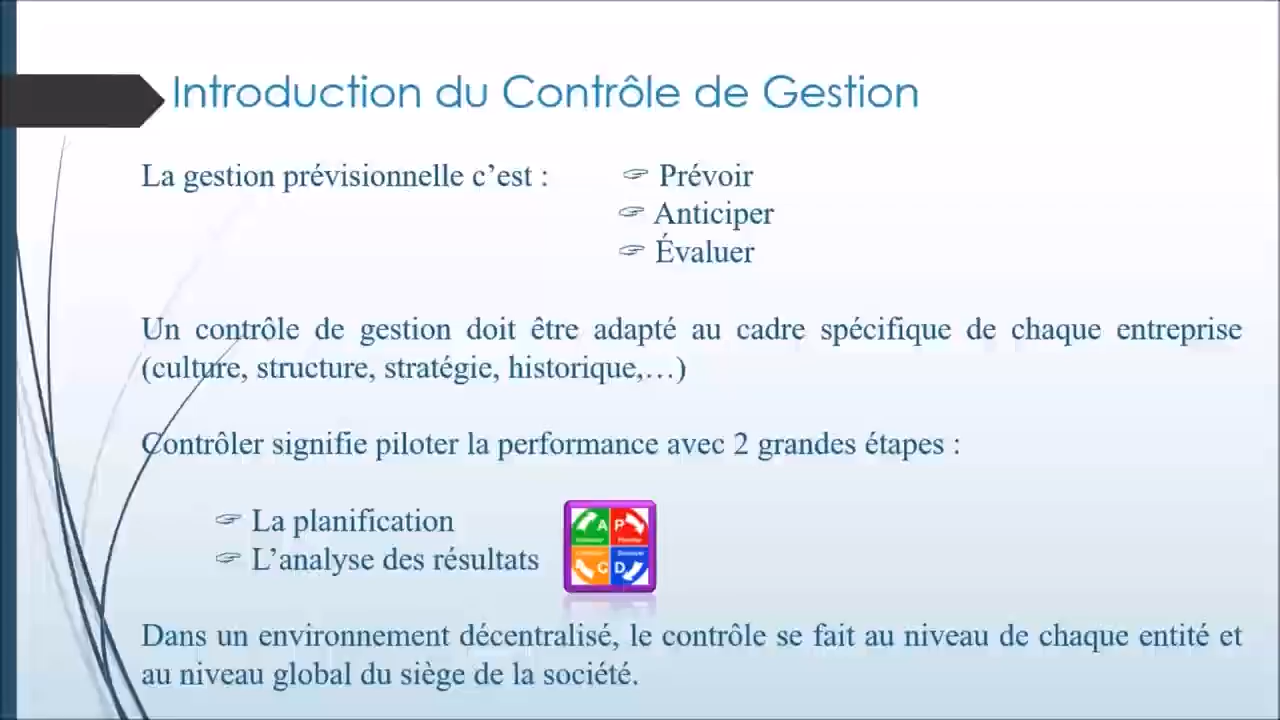 Introduction du Contrôle de Gestion
La gestion prévisionnelle c’est : ☞ Prévoir
☞ Anticiper
☞ Évaluer
Un contrôle de gestion doit être adapté au cadre spécifique de chaque entreprise
(culture, structure, stratégie, historique,…)
Contrôler signifie piloter la performance avec 2 grandes étapes :
☞ La planification
☞ L’analyse des résultats
A P
C D
Dans un environnement décentralisé, le contrôle se fait au niveau de chaque entité et
au niveau global du siège de la société.